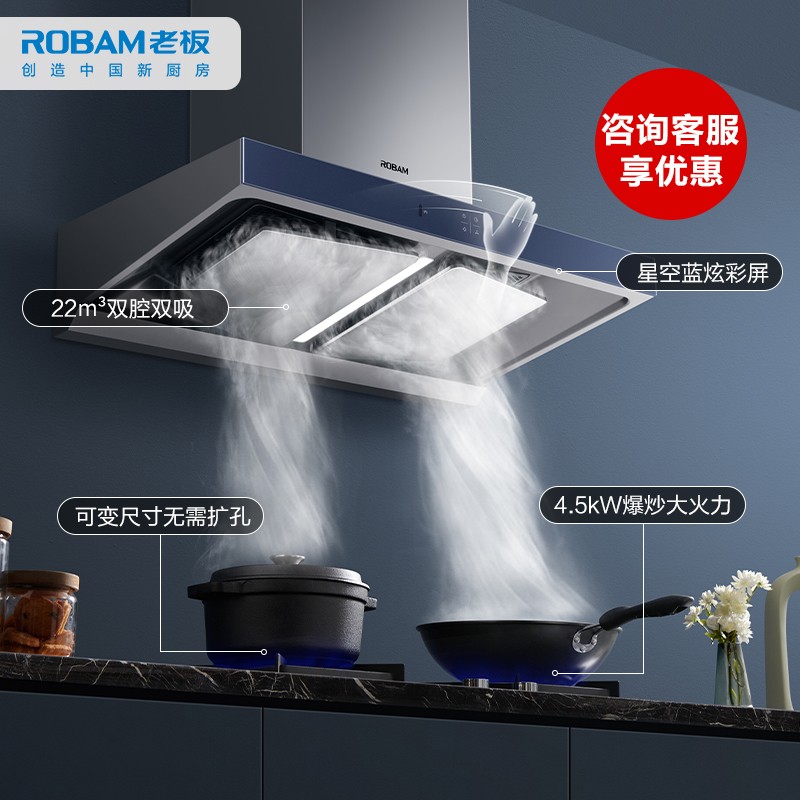 ROBAM老板
创造中国新厨房
咨询客服
享优惠
ROBAM
星空蓝炫彩屏
22m³双腔双吸
可变尺寸无需扩孔
4.5kW爆炒大火力